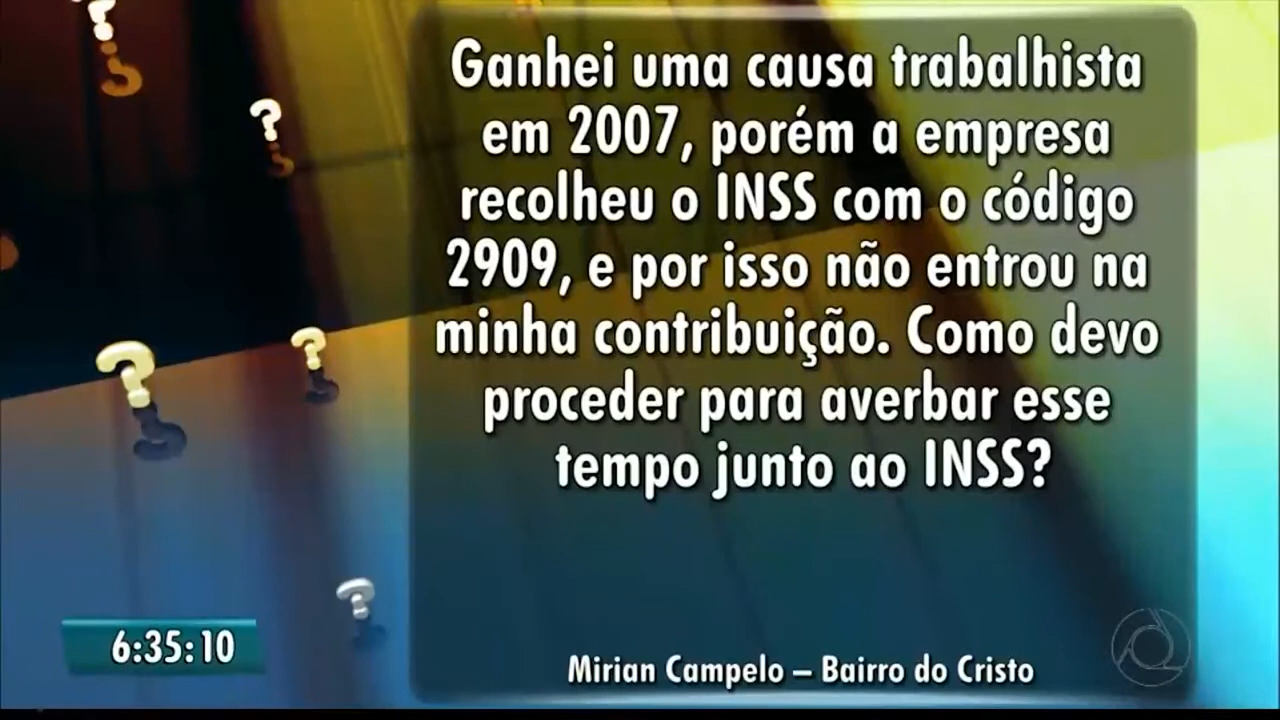 Ganhei uma causa trabalhista
em 2007, porém a empresa
recolheu o INSS com o código
2909, e por isso não entrou na
minha contribuição. Como devo
proceder para averbar esse
tempo junto ao INSS?
Mirian Campelo – Bairro do Cristo
6:35:10